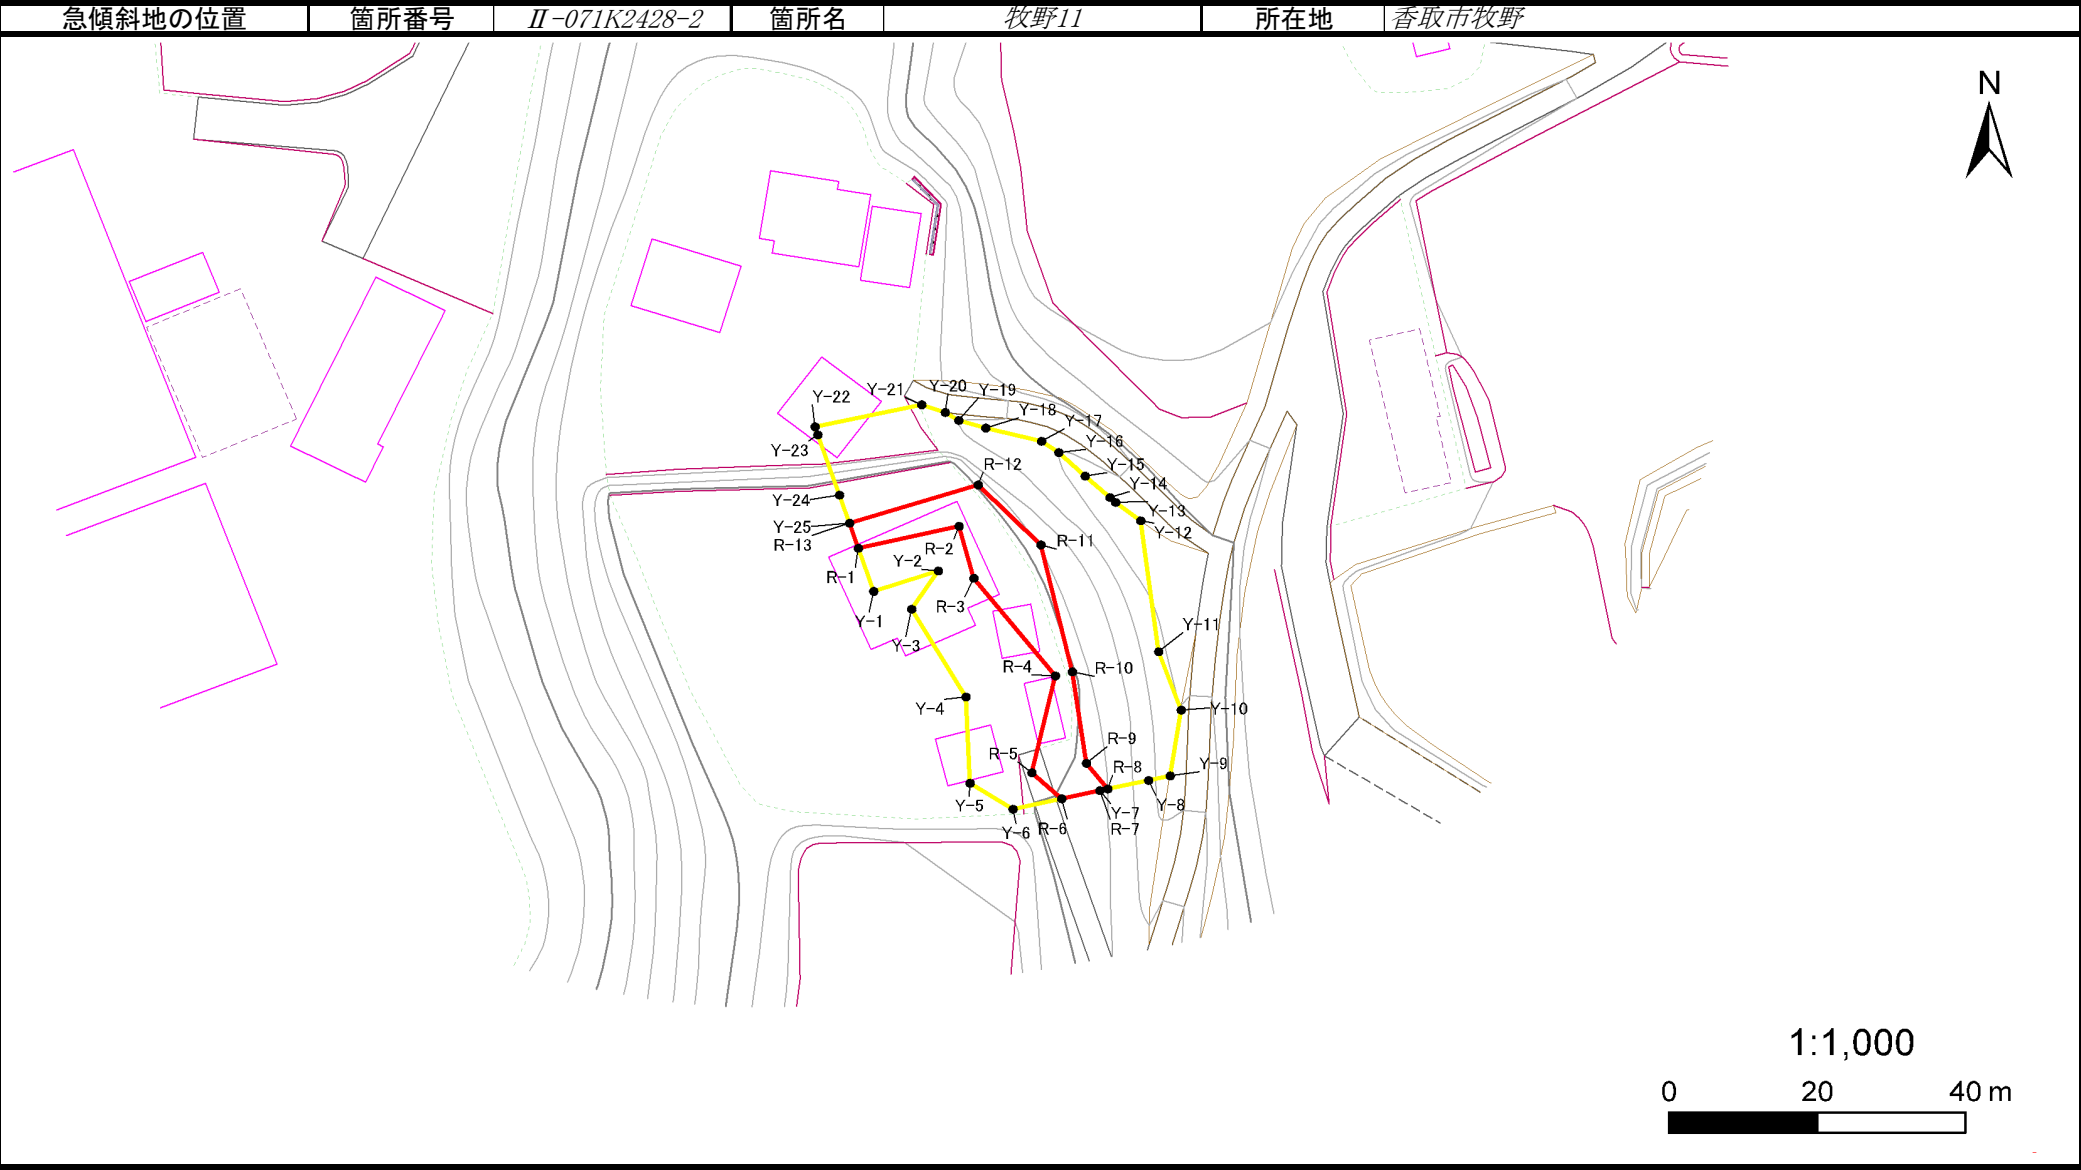 急傾斜地の位置 箇所番号 Ⅱ-071K2428-2 箇所名 牧野11 所在地 香取市牧野
N
Y-21 Y-20 Y-19
Y-22 Y-18
Y-17
Y-23 Y-16
R-12 Y-15
Y-24 Y-14
Y-25 Y-13
R-13 R-2 R-11 Y-12
R-1 Y-2
R-3
Y-1 Y-11
Y-3
R-4 R-10
Y-4 Y-10
R-9
R-5 R-8 Y-9
Y-5 Y-7 Y-8
Y-6 R-6 R-7
1:1,000
0 20 40 m